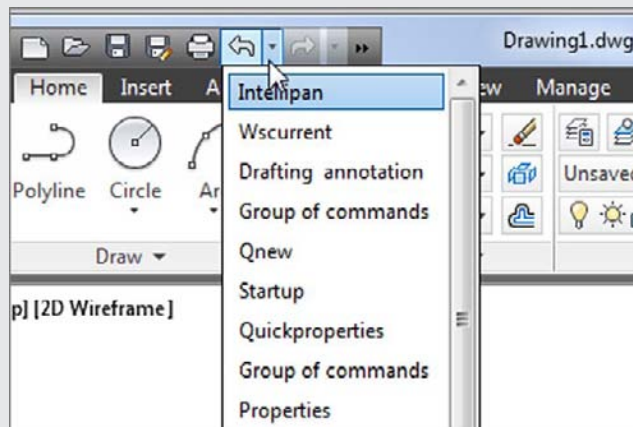 Drawing1.dwg
Home Insert A ew Manage
Intempan
Wscurrent
Drafting annotation
Group of commands
Qnew
Startup
Quickproperties
Group of commands
Properties
Polyline Circle Ar
Unsaved
Draw
p] [2D Wireframe]